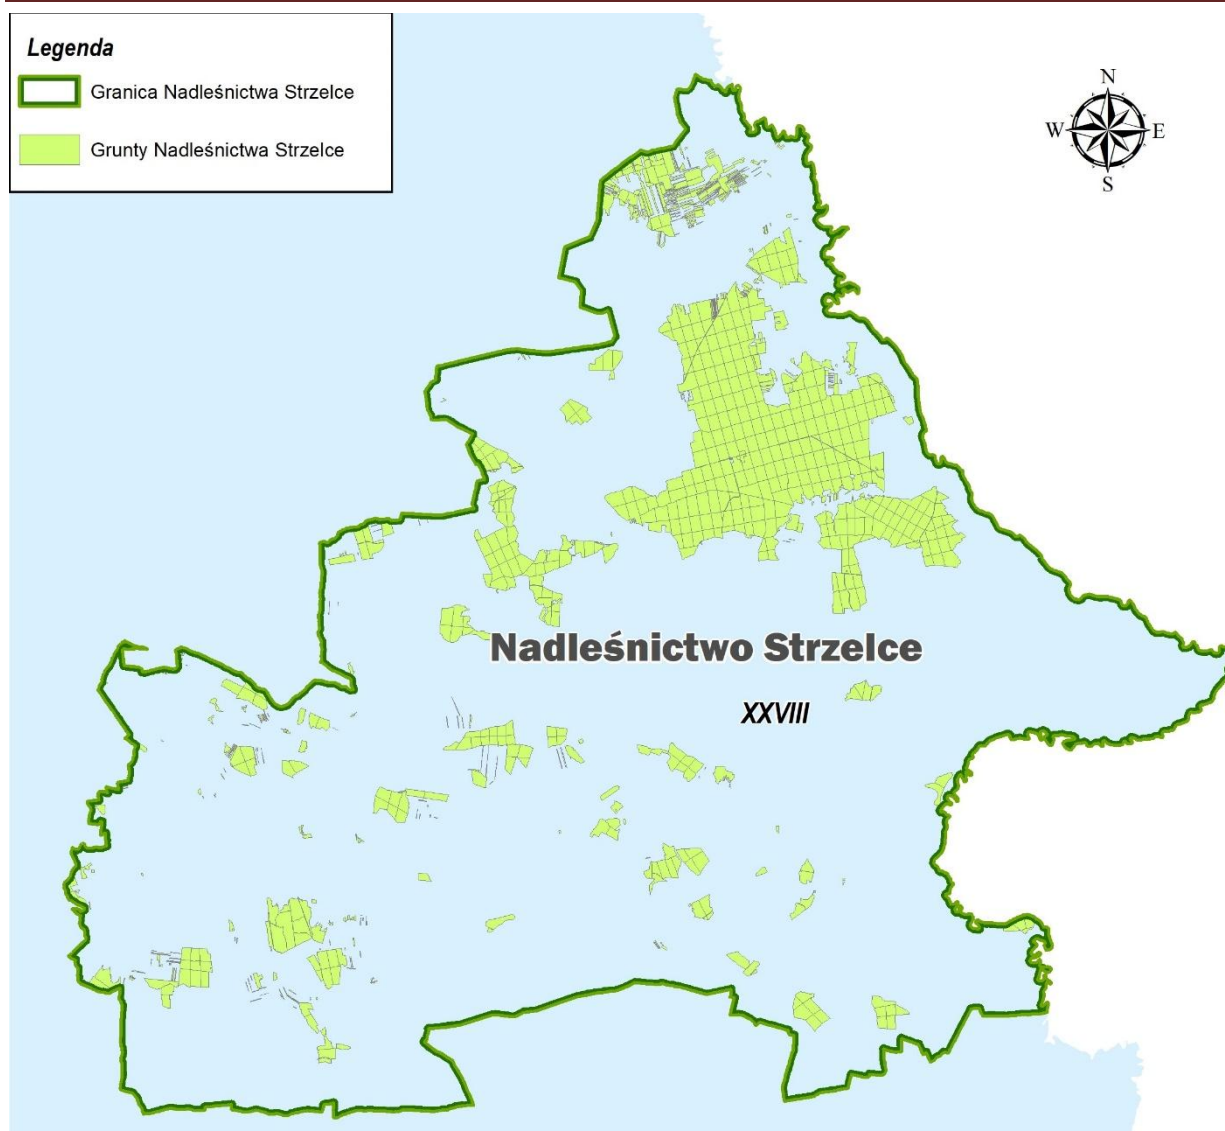 Legenda
Granica Nadleśnictwa Strzelce
Grunty Nadleśnictwa Strzelce
N
W E
S
Nadleśnictwo Strzelce
XXVIII